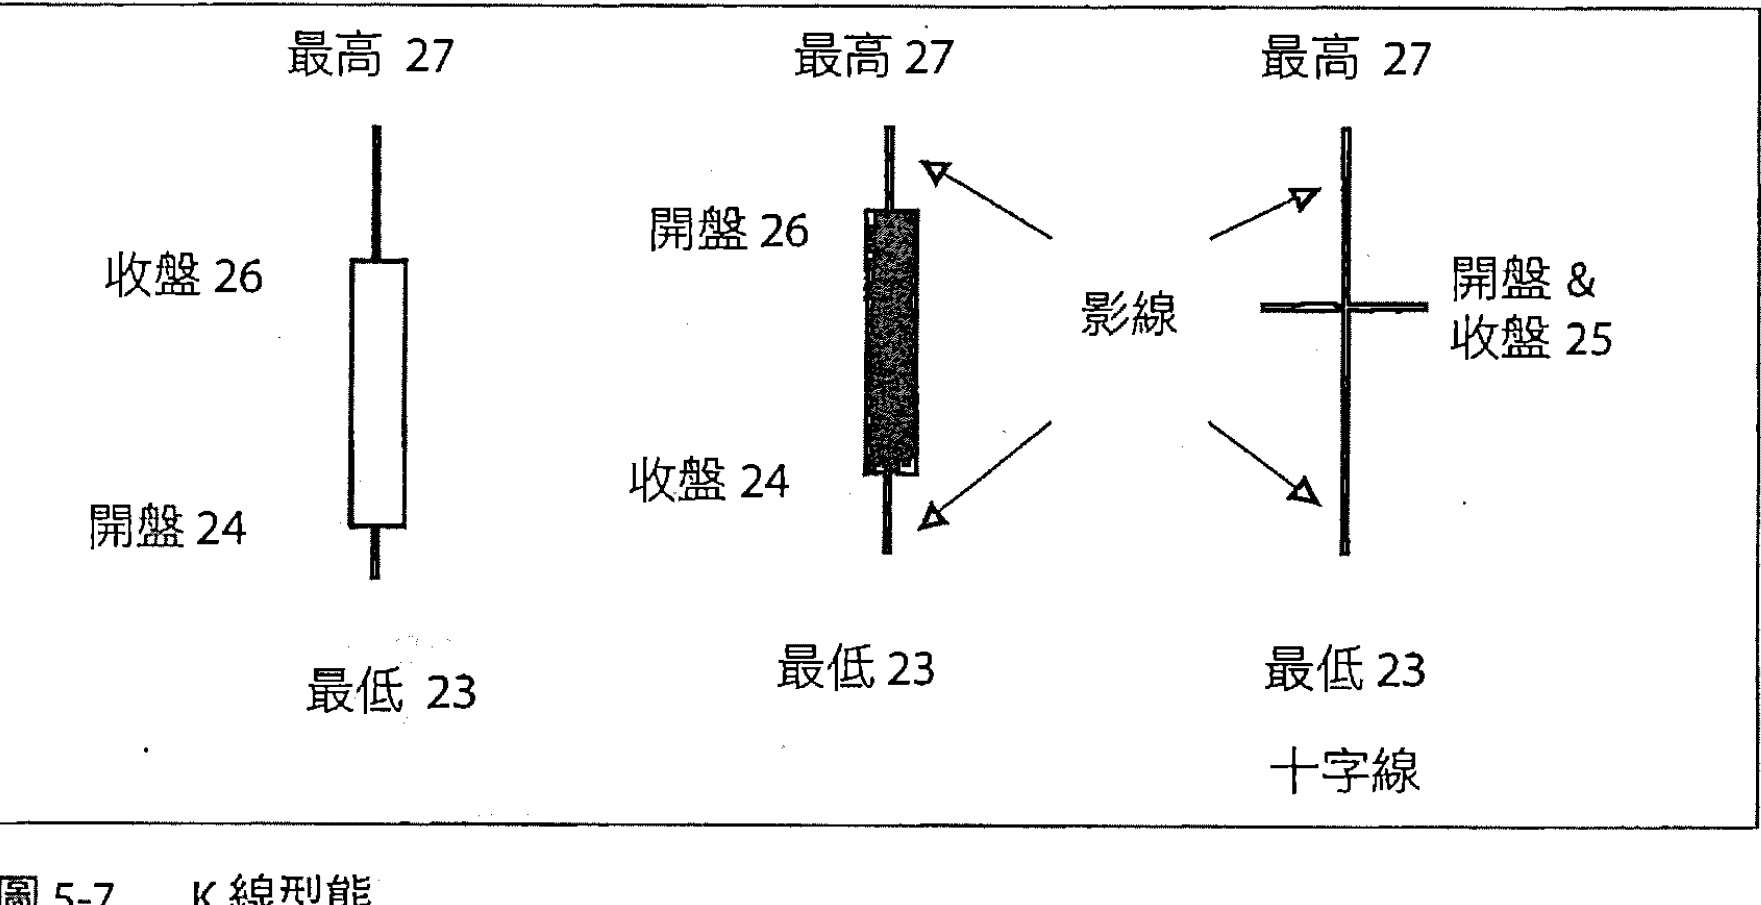 最高 27
收盤 26
開盤 24
最低 23
最高 27
開盤 26
收盤 24
最低 23
影線
最高 27
開盤 &
收盤 25
最低 23
十字線
圖 5-7 K 線型能